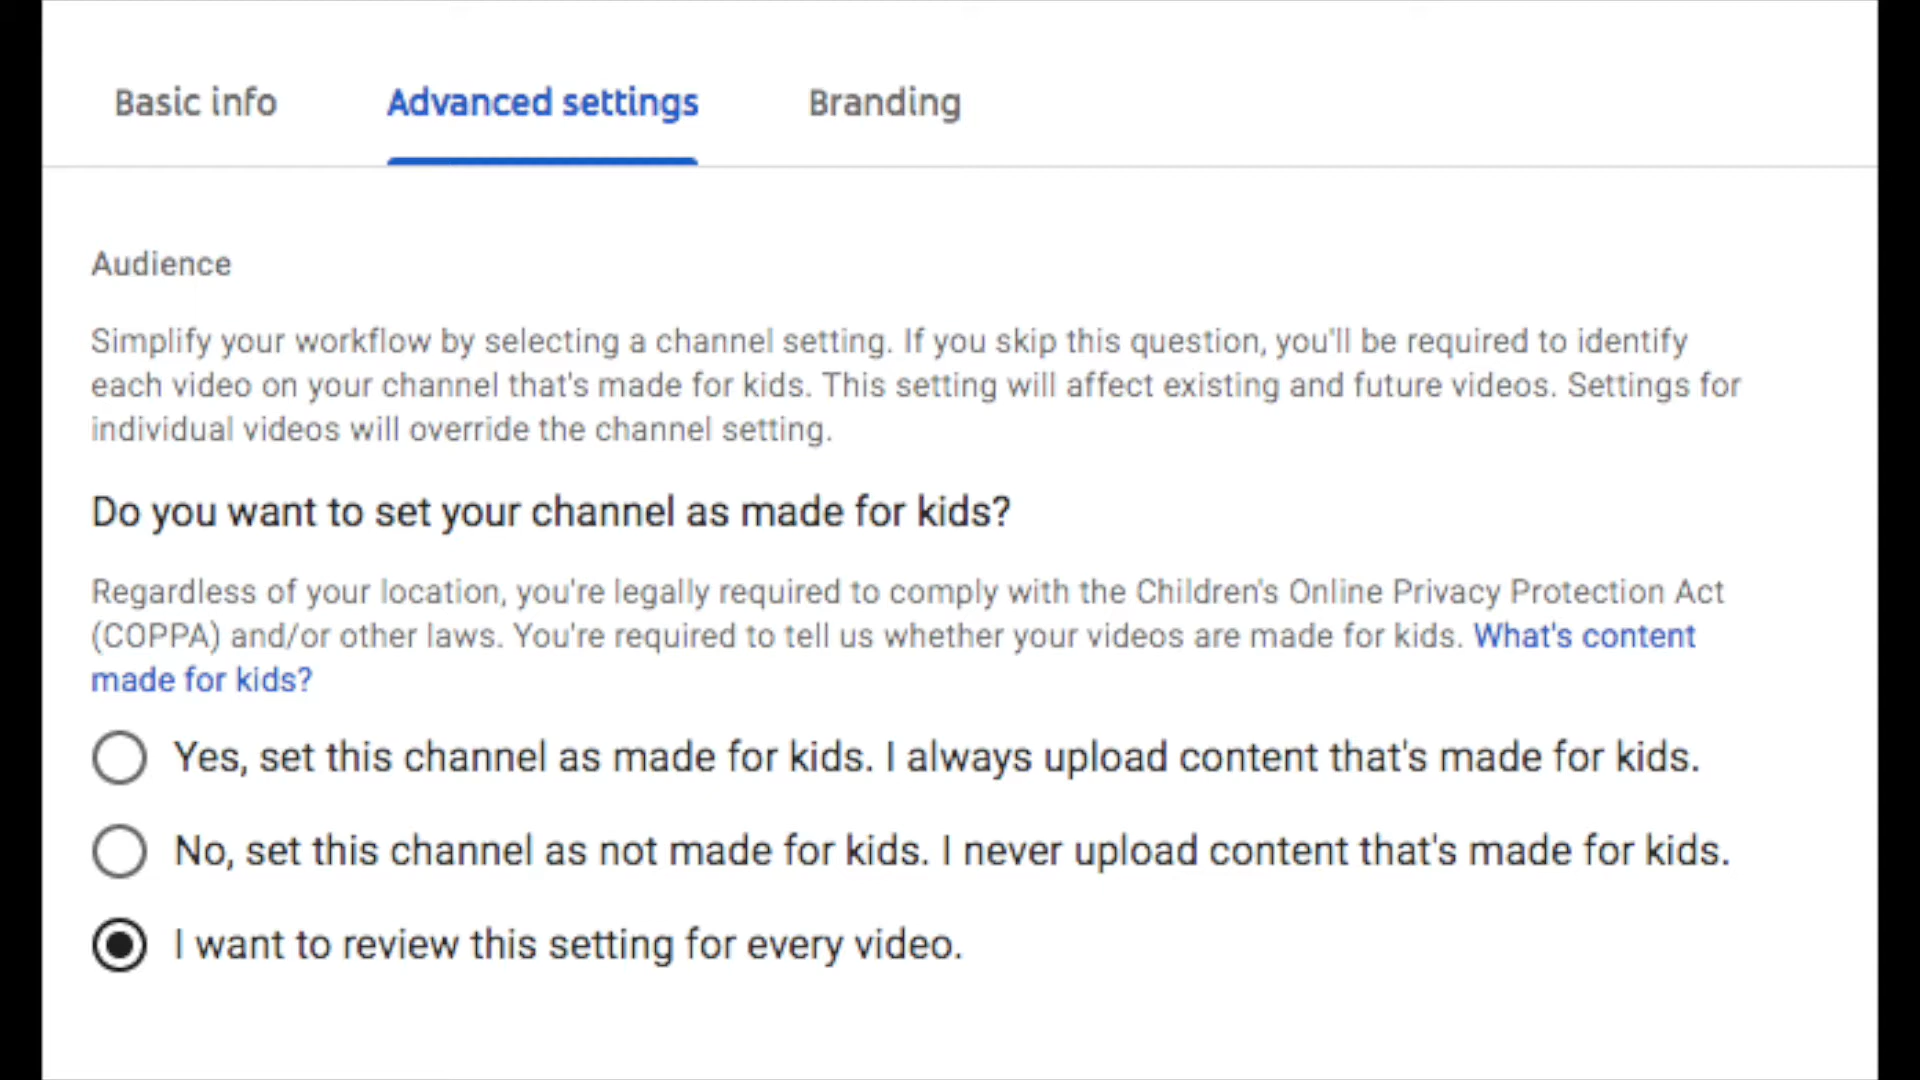 Basic info Advanced settings Branding
Audience
Simplify your workflow by selecting a channel setting. If you skip this question, you'll be required to identify
each video on your channel that's made for kids. This setting will affect existing and future videos. Settings for
individual videos will override the channel setting.
Do you want to set your channel as made for kids?
Regardless of your location, you're legally required to comply with the Children's Online Privacy Protection Act
(COPPA) and/or other laws. You're required to tell us whether your videos are made for kids. What's content
made for kids?
Yes, set this channel as made for kids. I always upload content that's made for kids.
No, set this channel as not made for kids. I never upload content that's made for kids.
I want to review this setting for every video.